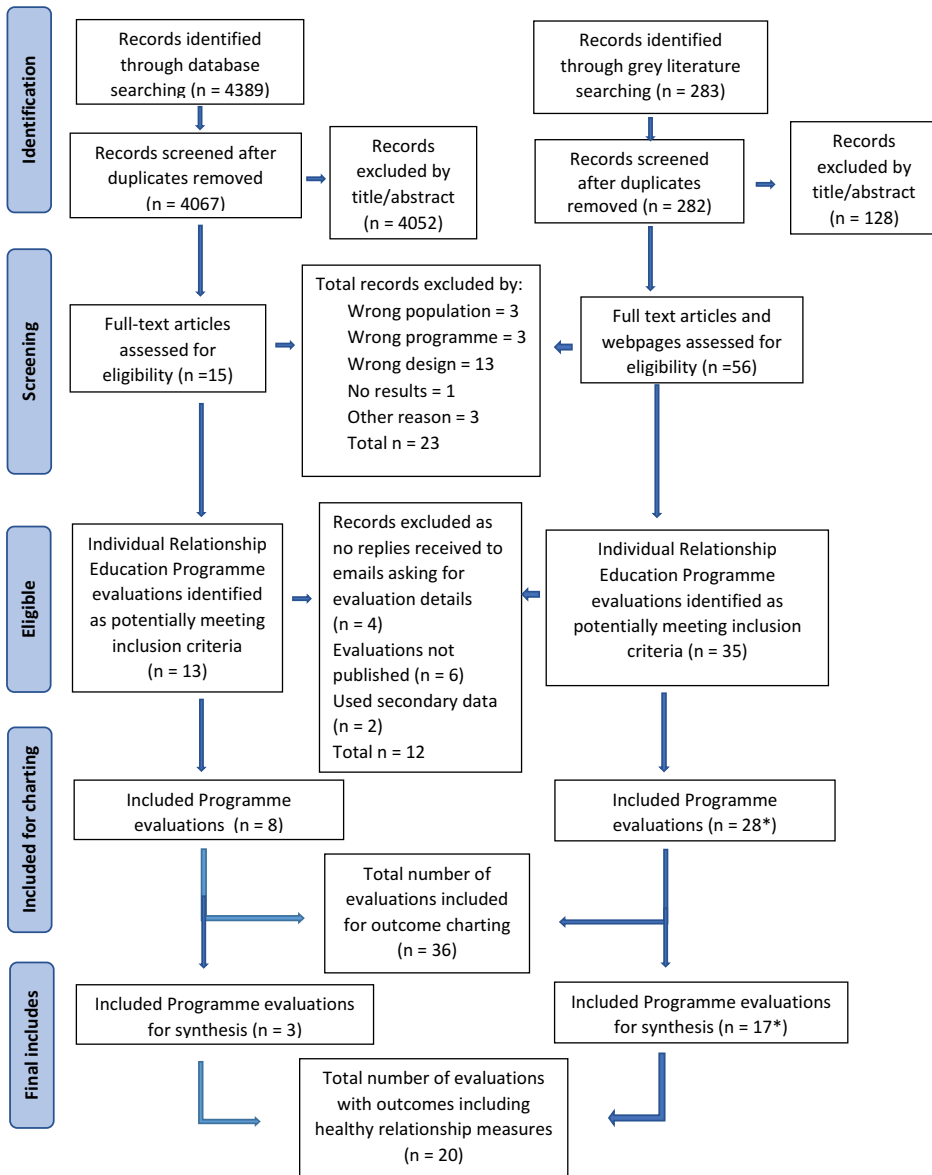 Identification
Records identified
through database
searching (n = 4389)
Records identified
through grey literature
searching (n = 283)
Records screened after
duplicates removed
(n = 4067)
Records
excluded by
title/abstract
(n = 4052)
Records screened
after duplicates
removed (n = 282)
Records
excluded by
title/abstract
(n = 128)
Screening
Full-text articles
assessed for
eligibility (n =15)
Total records excluded by:
Wrong population = 3
Wrong programme = 3
Wrong design = 13
No results = 1
Other reason = 3
Total n = 23
Full text articles and
webpages assessed for
eligibility (n =56)
Eligible
Individual Relationship
Education Programme
evaluations identified
as potentially meeting
inclusion criteria
(n = 13)
Records excluded as
no replies received to
emails asking for
evaluation details
(n = 4)
Evaluations not
published (n = 6)
Used secondary data
(n = 2)
Total n = 12
Individual Relationship
Education Programme
evaluations identified as
potentially meeting inclusion
criteria (n = 35)
Included for charting
Included Programme
evaluations (n = 8)
Included Programme
evaluations (n = 28*)
Total number of
evaluations included
for outcome charting
(n = 36)
Final includes
Included Programme evaluations
for synthesis (n = 3)
Included Programme evaluations
for synthesis (n = 17*)
Total number of evaluations
with outcomes including
healthy relationship measures
(n = 20)